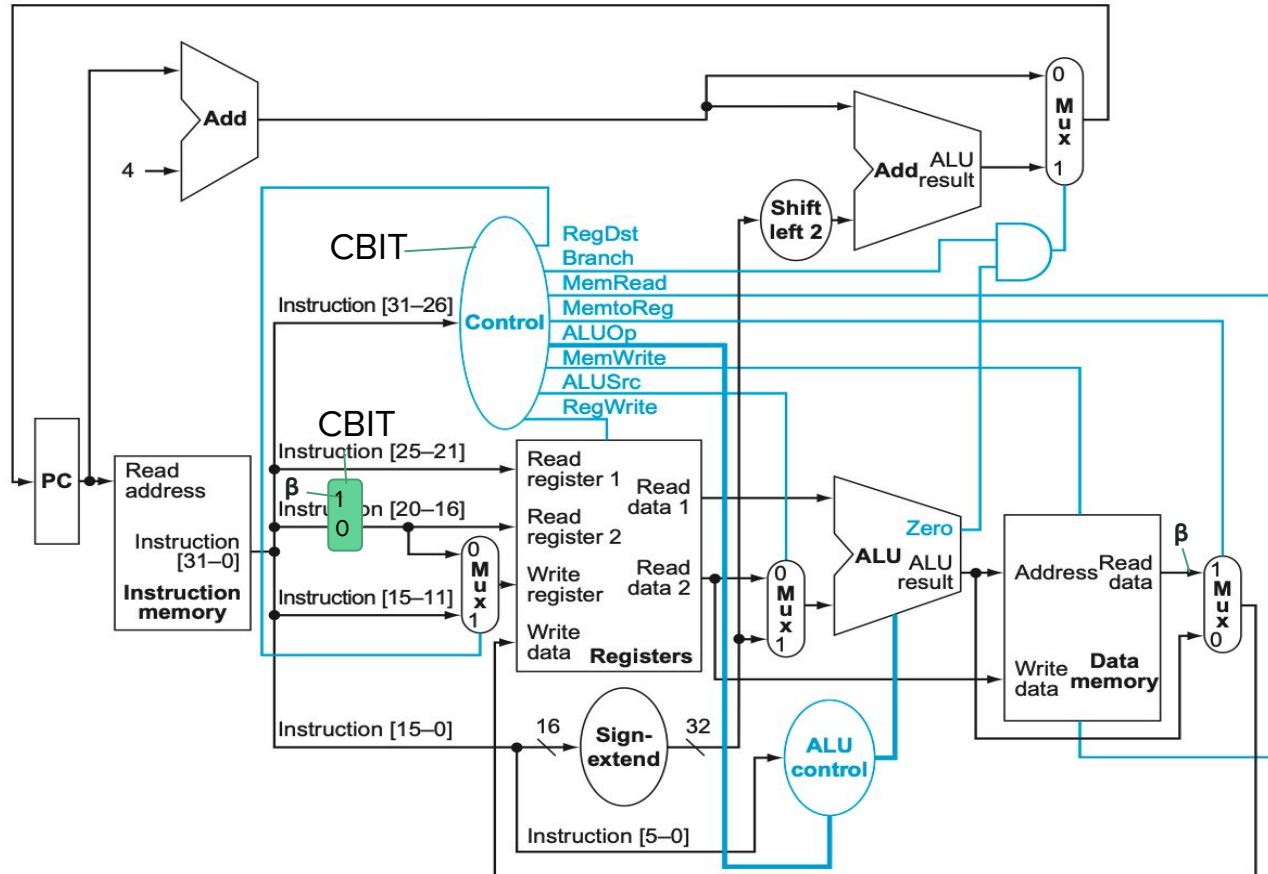 Add
4
0
Mux
1
Add
ALU
result
Shift
left 2
CBIT
RegDst
Branch
MemRead
MemtoReg
ALUOp
MemWrite
ALUSrc
RegWrite
Instruction [31–26]
Control
CBIT
Instruction [25–21]
β
1
0
Instruction [20–16]
PC
Read
address
Instruction
[31–0]
Instruction
memory
0
Mux
1
Instruction [15–11]
Read
register 1
Read
register 2
Write
register
Write
data
Read
data 1
Read
data 2
Registers
0
Mux
1
Zero
ALU
ALU
result
Address
Read
data
Write
data
Data
memory
β
1
Mux
0
Instruction [15–0]
16
Sign-
extend
32
ALU
control
Instruction [5–0]